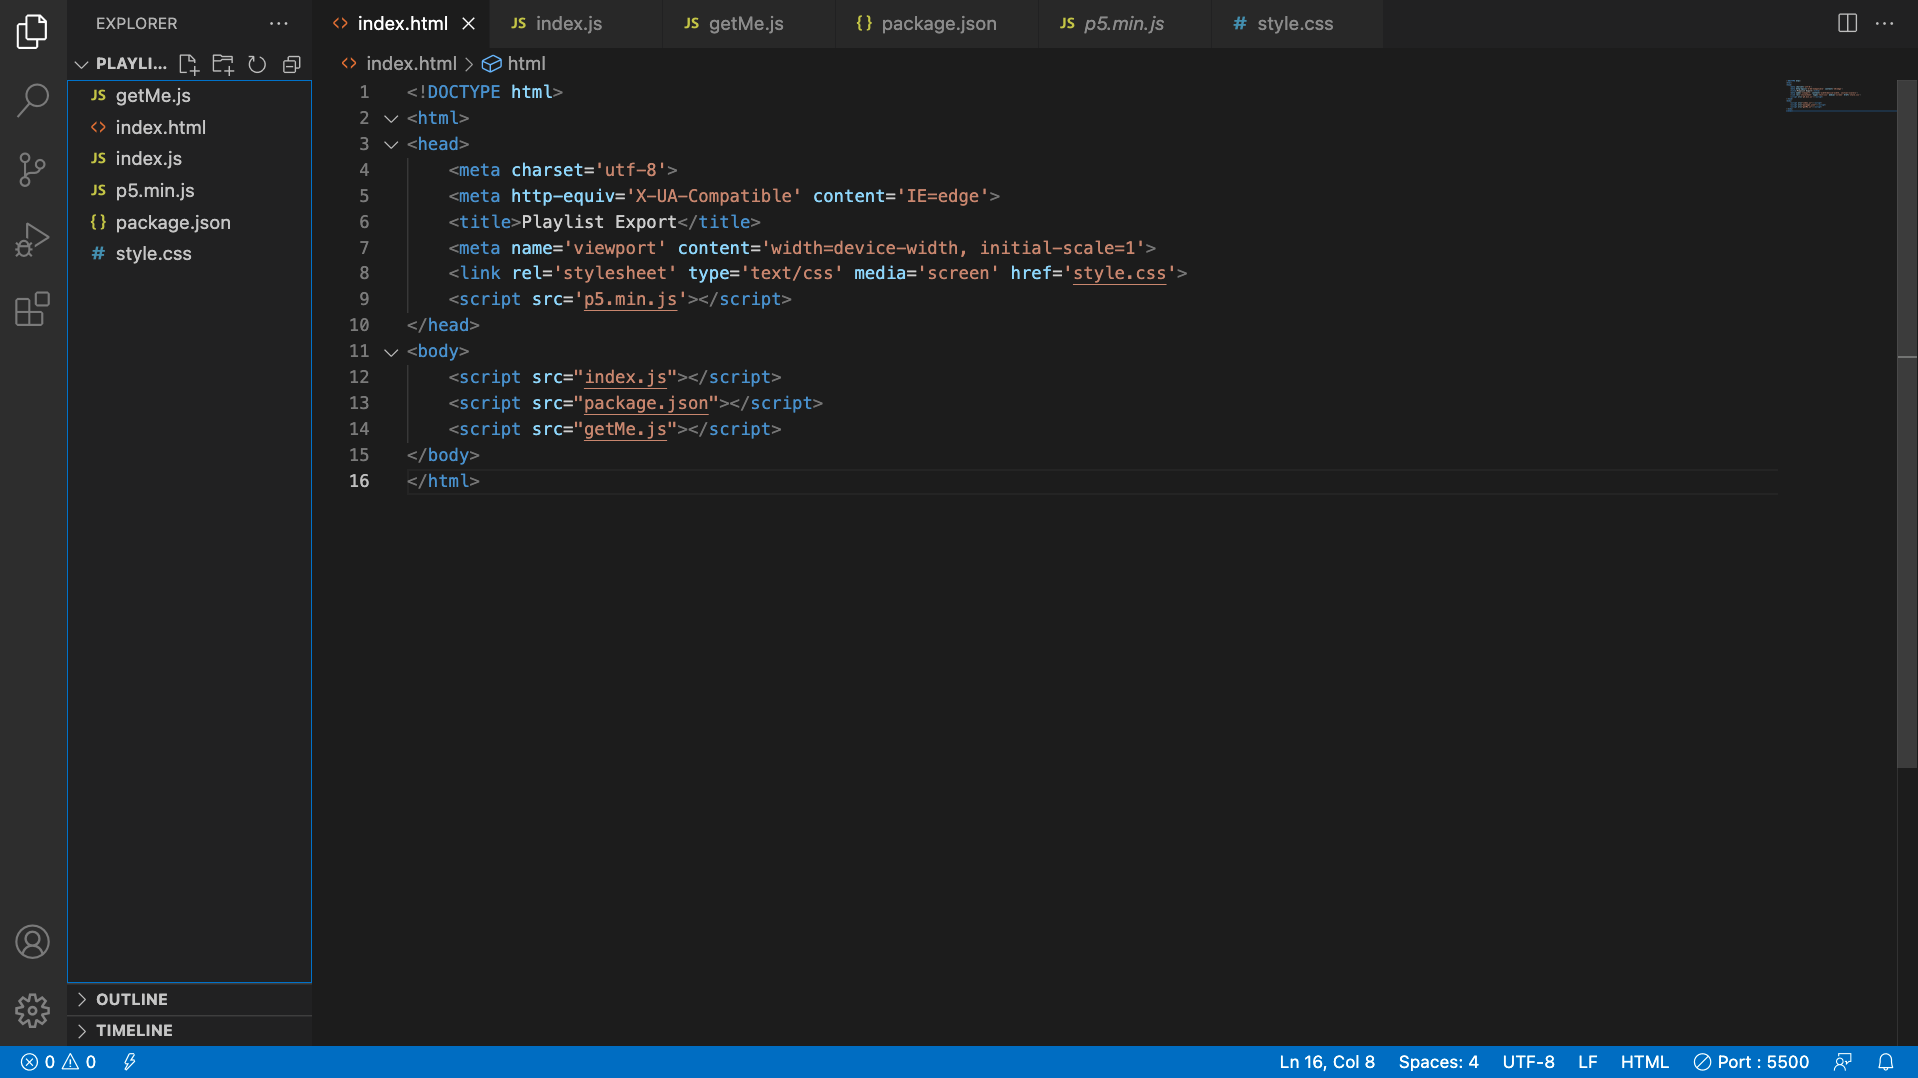 EXPLORER
PLAYLI...
JS getMe.js
<> index.html
JS index.js
JS p5.min.js
{} package.json
# style.css
OUTLINE
TIMELINE
<> index.html
JS index.js
JS getMe.js
{} package.json
JS p5.min.js
# style.css
<> index.html > html
1 <!DOCTYPE html>
2 <html>
3 <head>
4     <meta charset='utf-8'>
5     <meta http-equiv='X-UA-Compatible' content='IE=edge'>
6     <title>Playlist Export</title>
7     <meta name='viewport' content='width=device-width, initial-scale=1'>
8     <link rel='stylesheet' type='text/css' media='screen' href='style.css'>
9     <script src='p5.min.js'></script>
10 </head>
11 <body>
12     <script src="index.js"></script>
13     <script src="package.json"></script>
14     <script src="getMe.js"></script>
15 </body>
16 </html>
0 0 Ln 16, Col 8 Spaces: 4 UTF-8 LF HTML Port : 5500